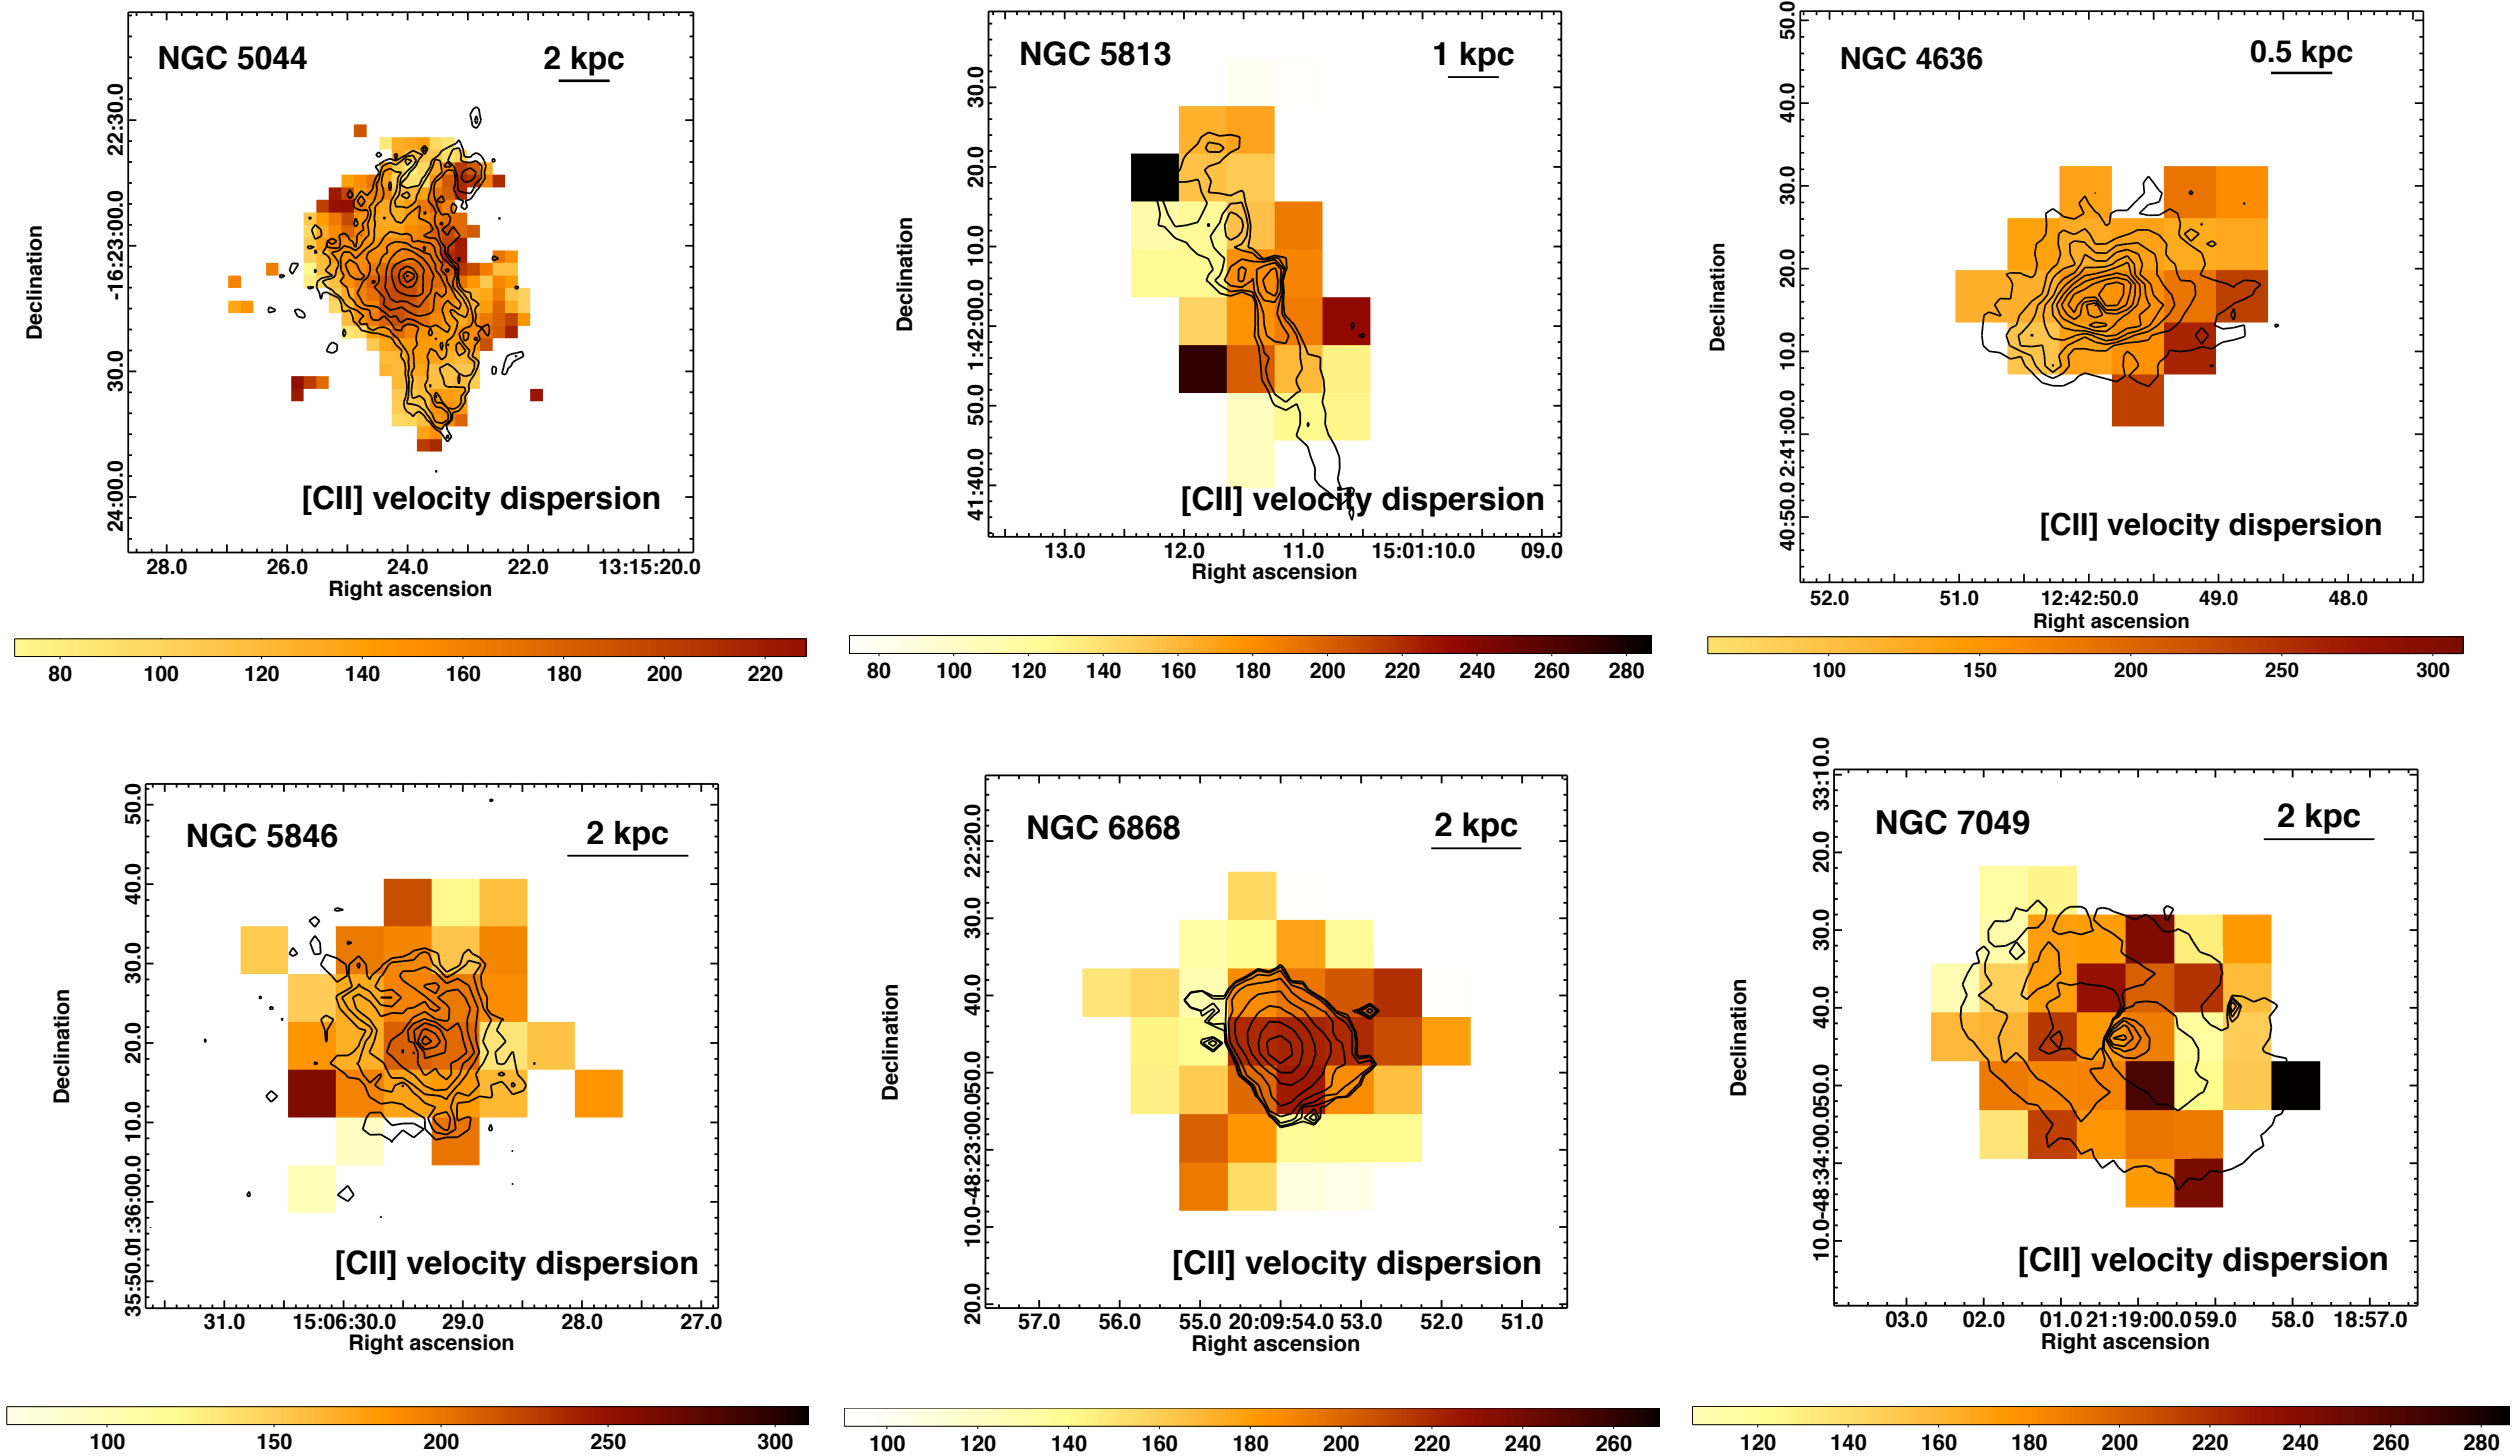 NGC 5044
2 kpc
Declination
22:30.0
-16:23:00.0
30.0
24:00.0
[CII] velocity dispersion
28.0 26.0 24.0 22.0 13:15:20.0
Right ascension
80 100 120 140 160 180 200 220
NGC 5813
1 kpc
Declination
30.0
20.0
10.0
1:42:00.0
50.0
41:40.0
[CII] velocity dispersion
13.0 12.0 11.0 15:01:10.0 09.0
Right ascension
80 100 120 140 160 180 200 220 240 260 280
NGC 4636
0.5 kpc
Declination
50.0
40.0
30.0
20.0
10.0
2:41:00.0
40:50.0
[CII] velocity dispersion
52.0 51.0 12:42:50.0 49.0 48.0
Right ascension
100 150 200 250 300
NGC 5846
2 kpc
Declination
50.0
40.0
30.0
20.0
10.0
1:36:00.0
35:50.0
[CII] velocity dispersion
31.0 15:06:30.0 29.0 28.0 27.0
Right ascension
100 150 200 250 300
NGC 6868
2 kpc
Declination
22:20.0
30.0
40.0
50.0
-48:23:00.0
10.0
20.0
[CII] velocity dispersion
57.0 56.0 55.0 20:09:54.0 53.0 52.0 51.0
Right ascension
100 120 140 160 180 200 220 240 260
NGC 7049
2 kpc
Declination
33:10.0
20.0
30.0
40.0
50.0
-48:34:00.0
10.0
[CII] velocity dispersion
03.0 02.0 01.0 21:19:00.0 59.0 58.0 18:57.0
Right ascension
120 140 160 180 200 220 240 260 280